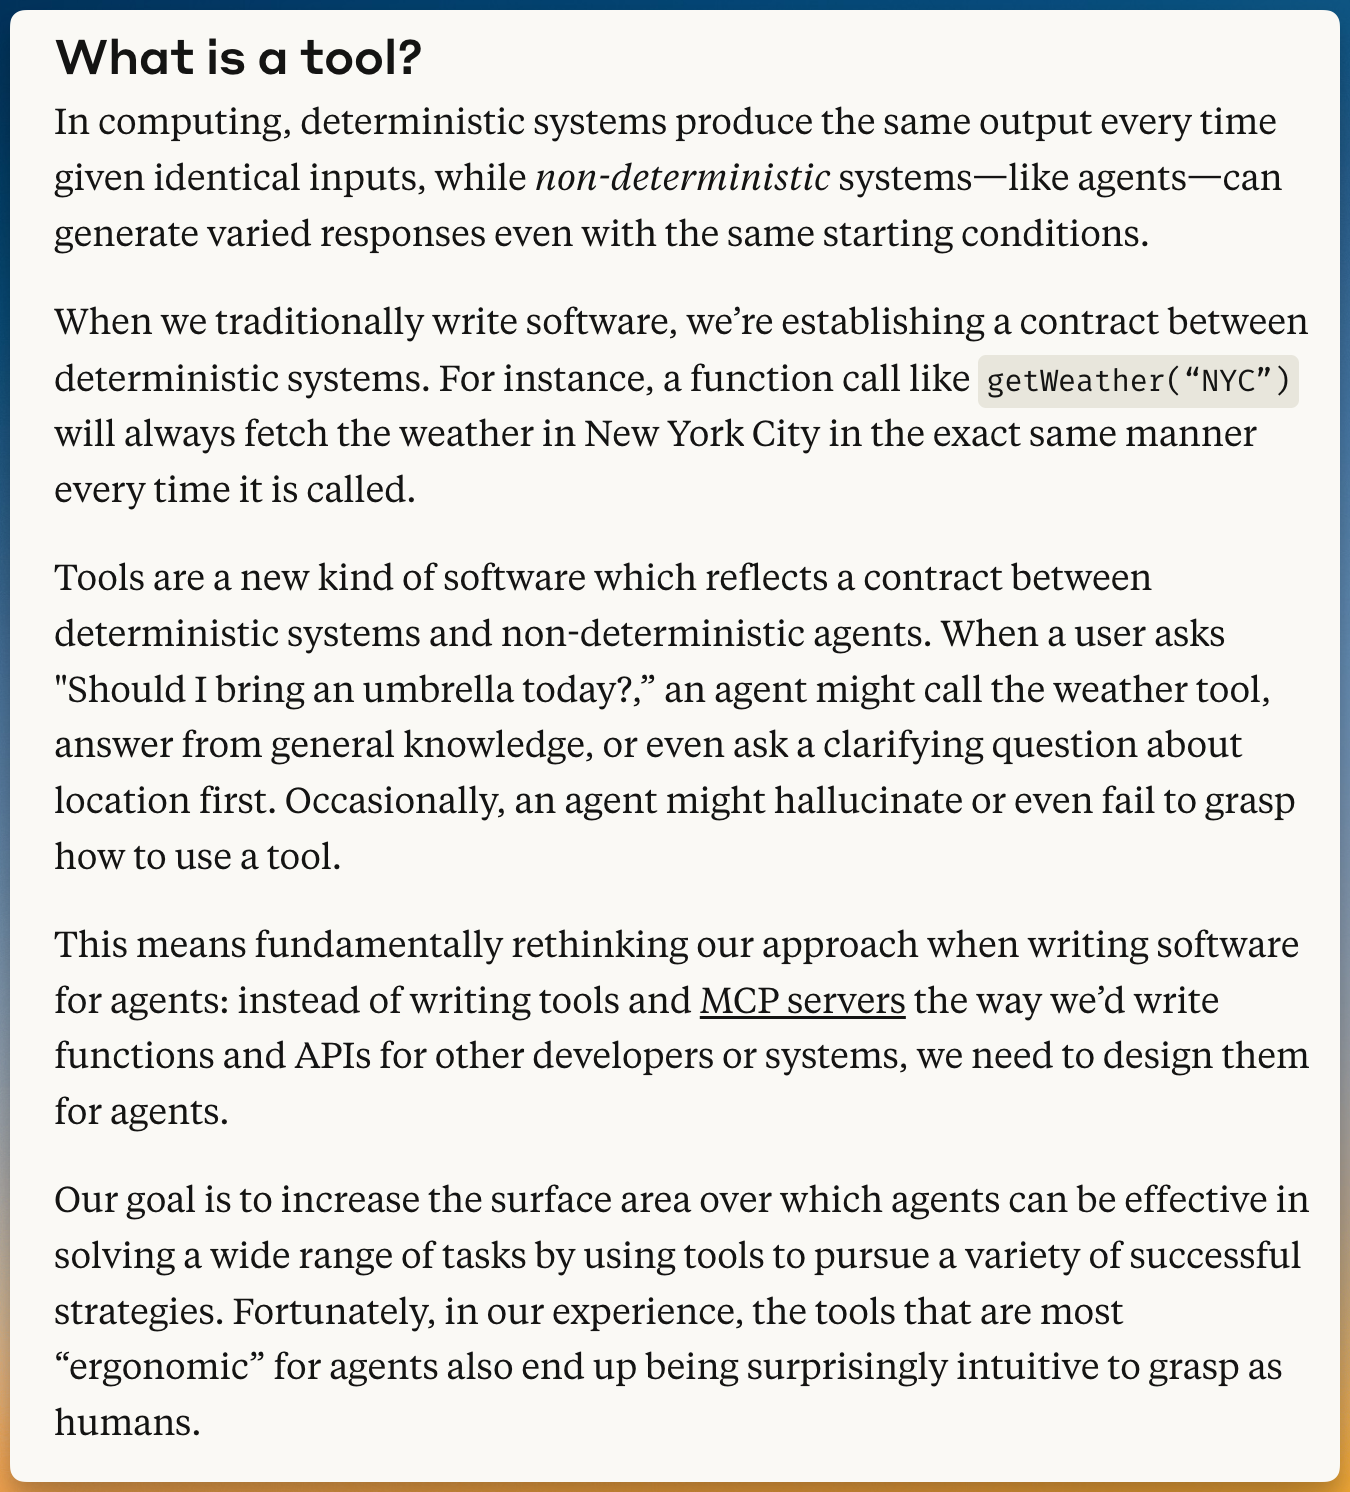 What is a tool?
In computing, deterministic systems produce the same output every time
given identical inputs, while non-deterministic systems—like agents—can
generate varied responses even with the same starting conditions.
When we traditionally write software, we’re establishing a contract between
deterministic systems. For instance, a function call like getWeather(“NYC”)
will always fetch the weather in New York City in the exact same manner
every time it is called.
Tools are a new kind of software which reflects a contract between
deterministic systems and non-deterministic agents. When a user asks
"Should I bring an umbrella today?,” an agent might call the weather tool,
answer from general knowledge, or even ask a clarifying question about
location first. Occasionally, an agent might hallucinate or even fail to grasp
how to use a tool.
This means fundamentally rethinking our approach when writing software
for agents: instead of writing tools and MCP servers the way we’d write
functions and APIs for other developers or systems, we need to design them
for agents.
Our goal is to increase the surface area over which agents can be effective in
solving a wide range of tasks by using tools to pursue a variety of successful
strategies. Fortunately, in our experience, the tools that are most
“ergonomic” for agents also end up being surprisingly intuitive to grasp as
humans.